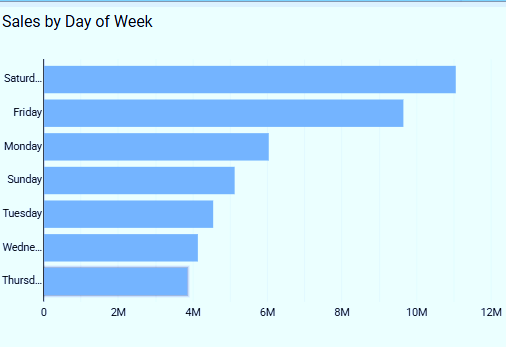 Sales by Day of Week
Saturd...
Friday
Monday
Sunday
Tuesday
Wedne...
Thursd...
0 2M 4M 6M 8M 10M 12M